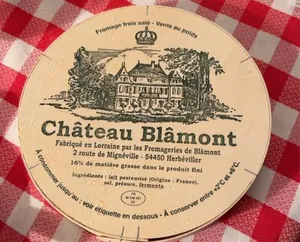 Fromage frais salé - Vente au poids
Château Blâmont
Fabriqué en Lorraine par les Fromageries de Blâmont
2 route de Mignéville - 54450 Herbéviller
16% de matière grasse dans le produit fini
Ingrédients : lait pasteurisé (Origine : France),
sel, présure, ferments.
A consommer jusqu'au : voir étiquette en dessous - A conserver entre +2°C et +6°C.